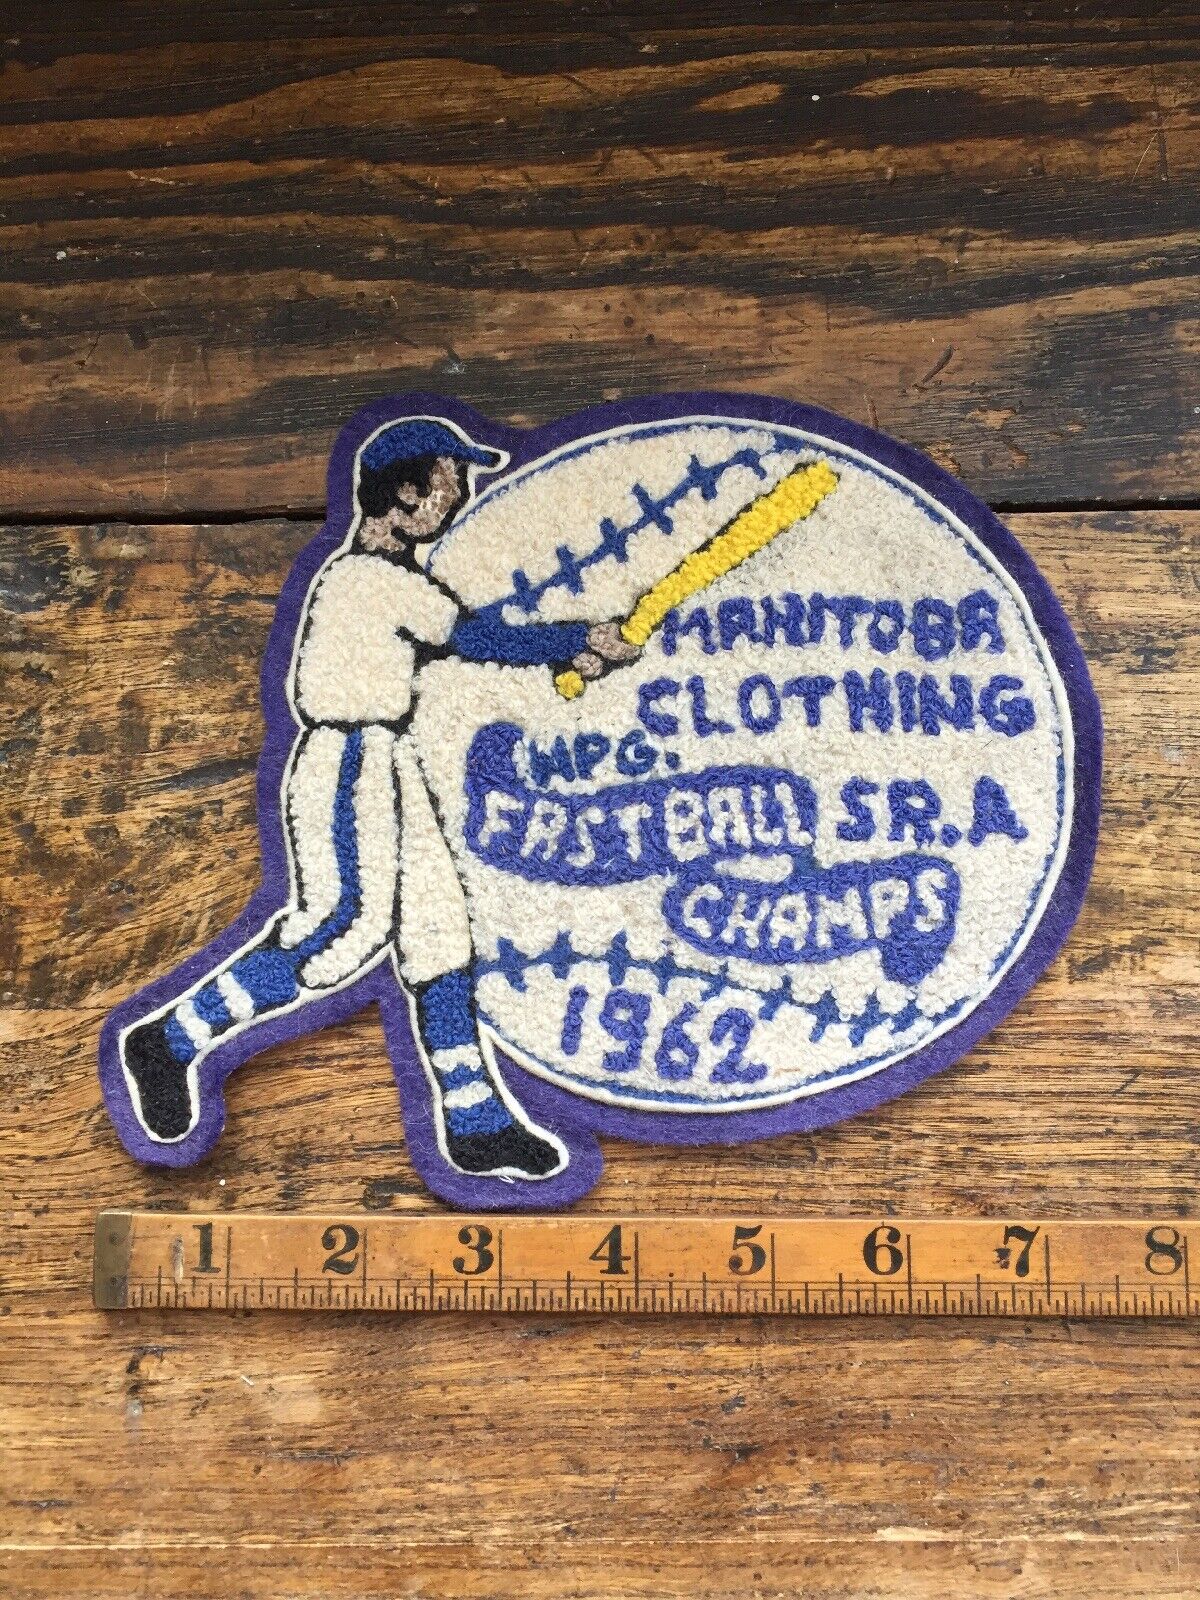 MANITOBA
CLOTHING
WPG.
FASTBALL SR.A
CHAMPS
1962
1 2 3 4 5 6 7 8